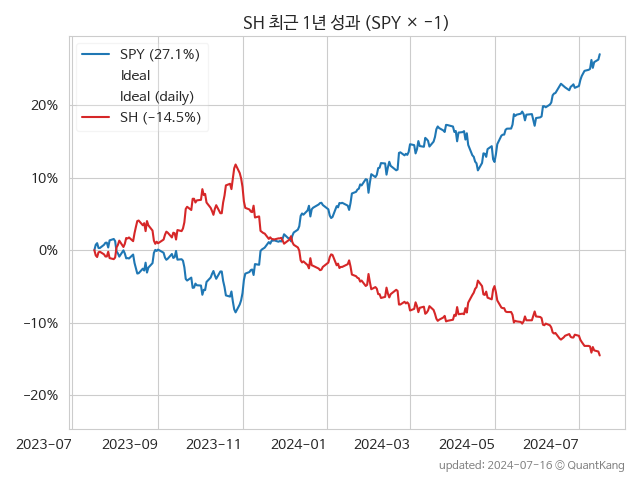 SH 최근 1년 성과 (SPY × −1)
SPY (27.1%)
Ideal
Ideal (daily)
SH (−14.5%)
20%
10%
0%
−10%
−20%
2023−07
2023−09
2023−11
2024−01
2024−03
2024−05
2024−07
updated: 2024−07−16 © QuantKang